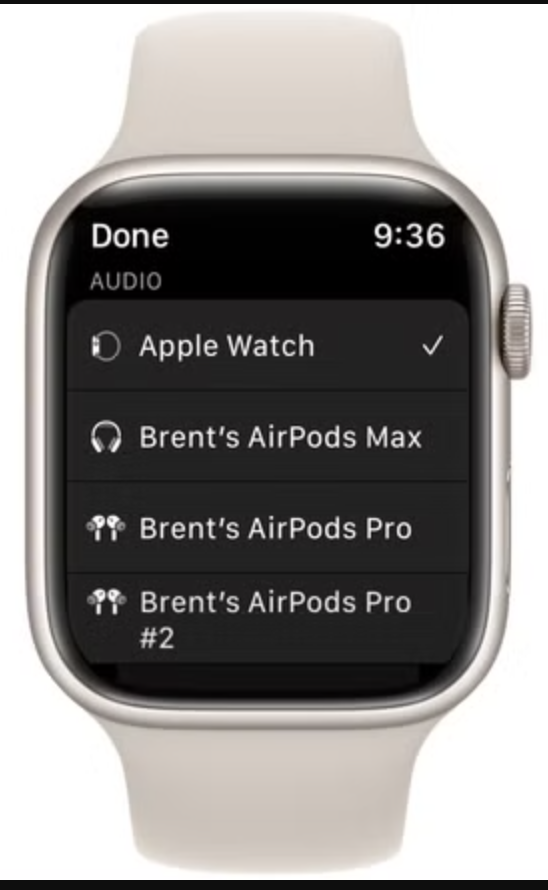 Done 9:36
AUDIO
Apple Watch
Brent’s AirPods Max
Brent’s AirPods Pro
Brent’s AirPods Pro
#2